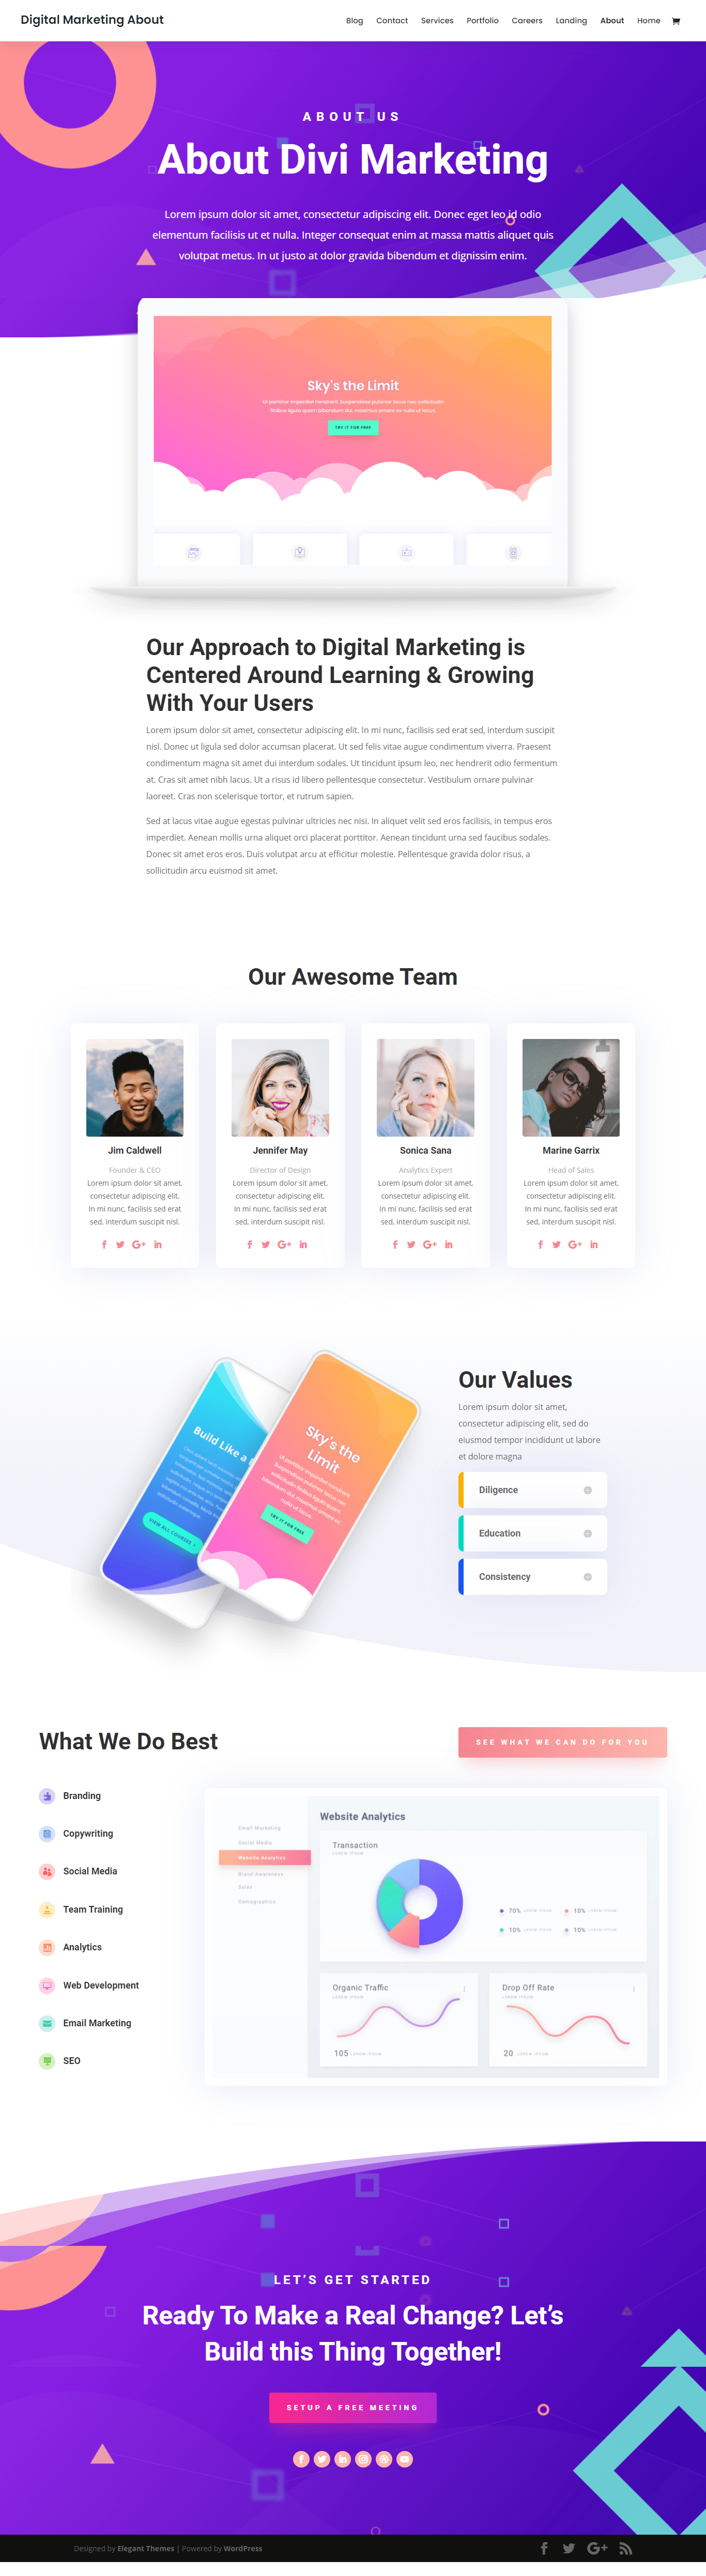 Digital Marketing About
Blog Contact Services Portfolio Careers Landing About Home
ABOUT US
About Divi Marketing
Lorem ipsum dolor sit amet, consectetur adipiscing elit. Donec eget leo id odio
elementum facilisis ut et nulla. Integer consequat enim at massa mattis aliquet quis
volutpat metus. In ut justo at dolor gravida bibendum et dignissim enim.
Sky's the Limit
TRY IT FOR FREE
Our Approach to Digital Marketing is
Centered Around Learning & Growing
With Your Users
Lorem ipsum dolor sit amet, consectetur adipiscing elit. In mi nunc, facilisis sed erat sed, interdum suscipit
nisl. Donec ut ligula sed dolor accumsan placerat. Ut sed felis vitae augue condimentum viverra. Praesent
condimentum magna sit amet dui interdum sodales. Ut tincidunt ipsum leo, nec hendrerit odio fermentum
at. Cras sit amet nibh lacus. Ut a risus id libero pellentesque consectetur. Vestibulum ornare pulvinar
laoreet. Cras non scelerisque tortor, et rutrum sapien.
Sed at lacus vitae augue egestas pulvinar ultricies nec nisi. In aliquet velit sed eros facilisis, in tempus eros
imperdiet. Aenean mollis urna aliquet orci placerat porttitor. Aenean tincidunt urna sed faucibus sodales.
Donec sit amet eros eros. Duis volutpat arcu at efficitur molestie. Pellentesque gravida dolor risus, a
sollicitudin arcu euismod sit amet.
Our Awesome Team
Jim Caldwell
Founder & CEO
Lorem ipsum dolor sit amet,
consectetur adipiscing elit.
In mi nunc, facilisis sed erat
sed, interdum suscipit nisl.
Jennifer May
Director of Design
Lorem ipsum dolor sit amet,
consectetur adipiscing elit.
In mi nunc, facilisis sed erat
sed, interdum suscipit nisl.
Sonica Sana
Analytics Expert
Lorem ipsum dolor sit amet,
consectetur adipiscing elit.
In mi nunc, facilisis sed erat
sed, interdum suscipit nisl.
Marine Garrix
Head of Sales
Lorem ipsum dolor sit amet,
consectetur adipiscing elit.
In mi nunc, facilisis sed erat
sed, interdum suscipit nisl.
Build Like a
VIEW ALL COURSES
Sky's the
Limit
TRY IT FOR FREE
Our Values
Lorem ipsum dolor sit amet,
consectetur adipiscing elit, sed do
eiusmod tempor incididunt ut labore
et dolore magna
Diligence
Education
Consistency
What We Do Best
SEE WHAT WE CAN DO FOR YOU
Branding
Copywriting
Social Media
Team Training
Analytics
Web Development
Email Marketing
SEO
Email Marketing
Social Media
Website Analytics
Brand Awareness
Sales
Demographics
Website Analytics
Transaction
LOREM IPSUM
70% LOREM IPSUM 10% LOREM IPSUM
10% LOREM IPSUM 10% LOREM IPSUM
Organic Traffic
LOREM IPSUM
105 LOREM IPSUM
Drop Off Rate
LOREM IPSUM
20 LOREM IPSUM
LET'S GET STARTED
Ready To Make a Real Change? Let's
Build this Thing Together!
SETUP A FREE MEETING
Designed by Elegant Themes | Powered by WordPress